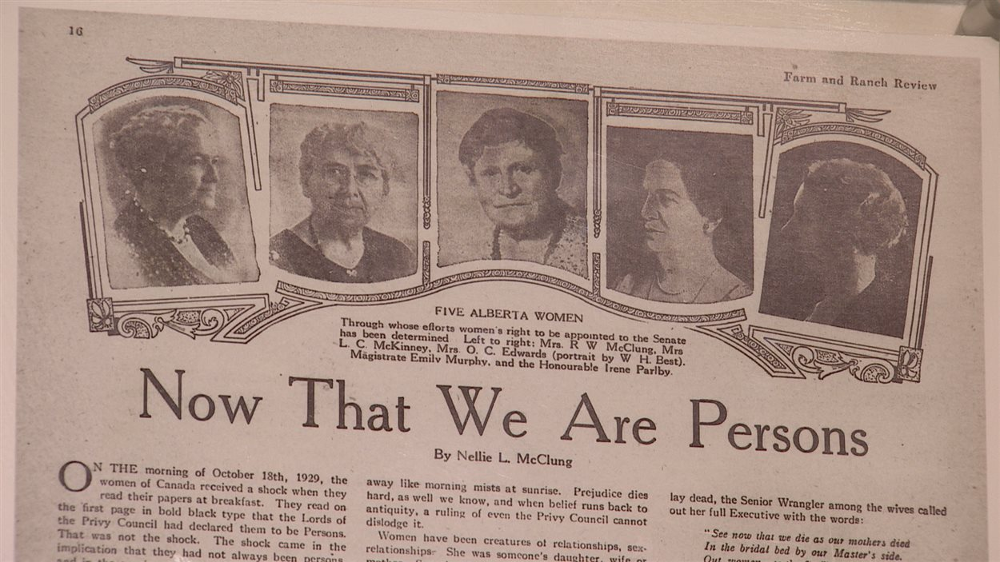 16
Farm and Ranch Review
FIVE ALBERTA WOMEN
Through whose efforts women's right to be appointed to the Senate
has been determined Left to right: Mrs. R W McClung, Mrs
L. C. McKinney, Mrs. O. C. Edwards (portrait by W. H. Best),
Magistrate Emily Murphy, and the Honourable Irene Parlby.
Now That We Are Persons
By Nellie L. McClung
ON THE morning of October 18th, 1929, the
women of Canada received a shock when they
read their papers at breakfast. They read on
the first page in bold black type that the Lords of
the Privy Council had declared them to be Persons.
That was not the shock. The shock came in the
implication that they had not always been persons
away like morning mists at sunrise. Prejudice dies
hard, as well we know, and when belief runs back to
antiquity, a ruling of even the Privy Council cannot
dislodge it.
Women have been creatures of relationships, sex-
relationships- She was someone's daughter, wife or
lay dead, the Senior Wrangler among the wives called
out her full Executive with the words:
"See now that we die as our mothers died
In the bridal bed by our Master's side.